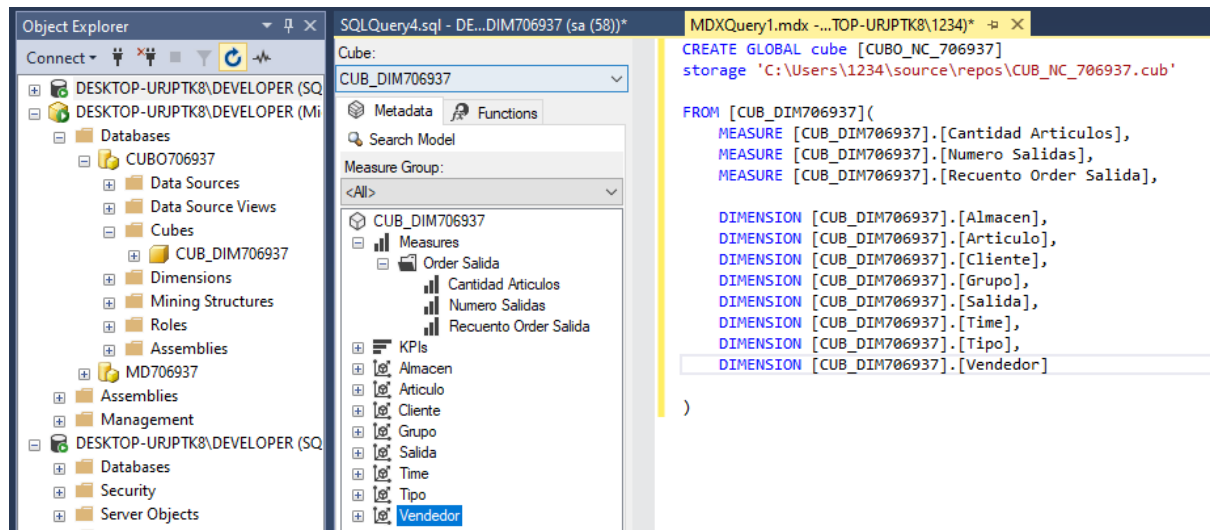 Object Explorer
Connect
DESKTOP-URJPTK8\DEVELOPER (SQ
DESKTOP-URJPTK8\DEVELOPER (Mi
Databases
CUBO706937
Data Sources
Data Source Views
Cubes
CUB_DIM706937
Dimensions
Mining Structures
Roles
Assemblies
MD706937
Assemblies
Management
DESKTOP-URJPTK8\DEVELOPER (SQ
Databases
Security
Server Objects
SQLQuery4.sql - DE...DIM706937 (sa (58))*
Cube:
CUB_DIM706937
Metadata Functions
Search Model
Measure Group:
<All>
CUB_DIM706937
Measures
Order Salida
Cantidad Articulos
Numero Salidas
Recuento Order Salida
KPIs
Almacen
Articulo
Cliente
Grupo
Salida
Time
Tipo
Vendedor
MDXQuery1.mdx -...TOP-URJPTK8\1234)*
CREATE GLOBAL cube [CUBO_NC_706937]
storage 'C:\Users\1234\source\repos\CUB_NC_706937.cub'
FROM [CUB_DIM706937](
MEASURE [CUB_DIM706937].[Cantidad Articulos],
MEASURE [CUB_DIM706937].[Numero Salidas],
MEASURE [CUB_DIM706937].[Recuento Order Salida],
DIMENSION [CUB_DIM706937].[Almacen],
DIMENSION [CUB_DIM706937].[Articulo],
DIMENSION [CUB_DIM706937].[Cliente],
DIMENSION [CUB_DIM706937].[Grupo],
DIMENSION [CUB_DIM706937].[Salida],
DIMENSION [CUB_DIM706937].[Time],
DIMENSION [CUB_DIM706937].[Tipo],
DIMENSION [CUB_DIM706937].[Vendedor]
)